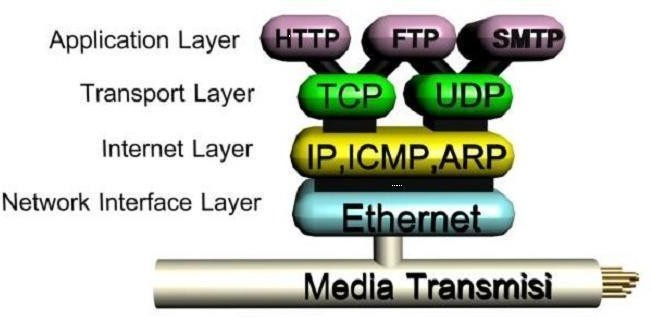 Application Layer HTTP FTP SMTP
Transport Layer TCP UDP
Internet Layer IP,ICMP,ARP
Network Interface Layer Ethernet
Media Transmisi